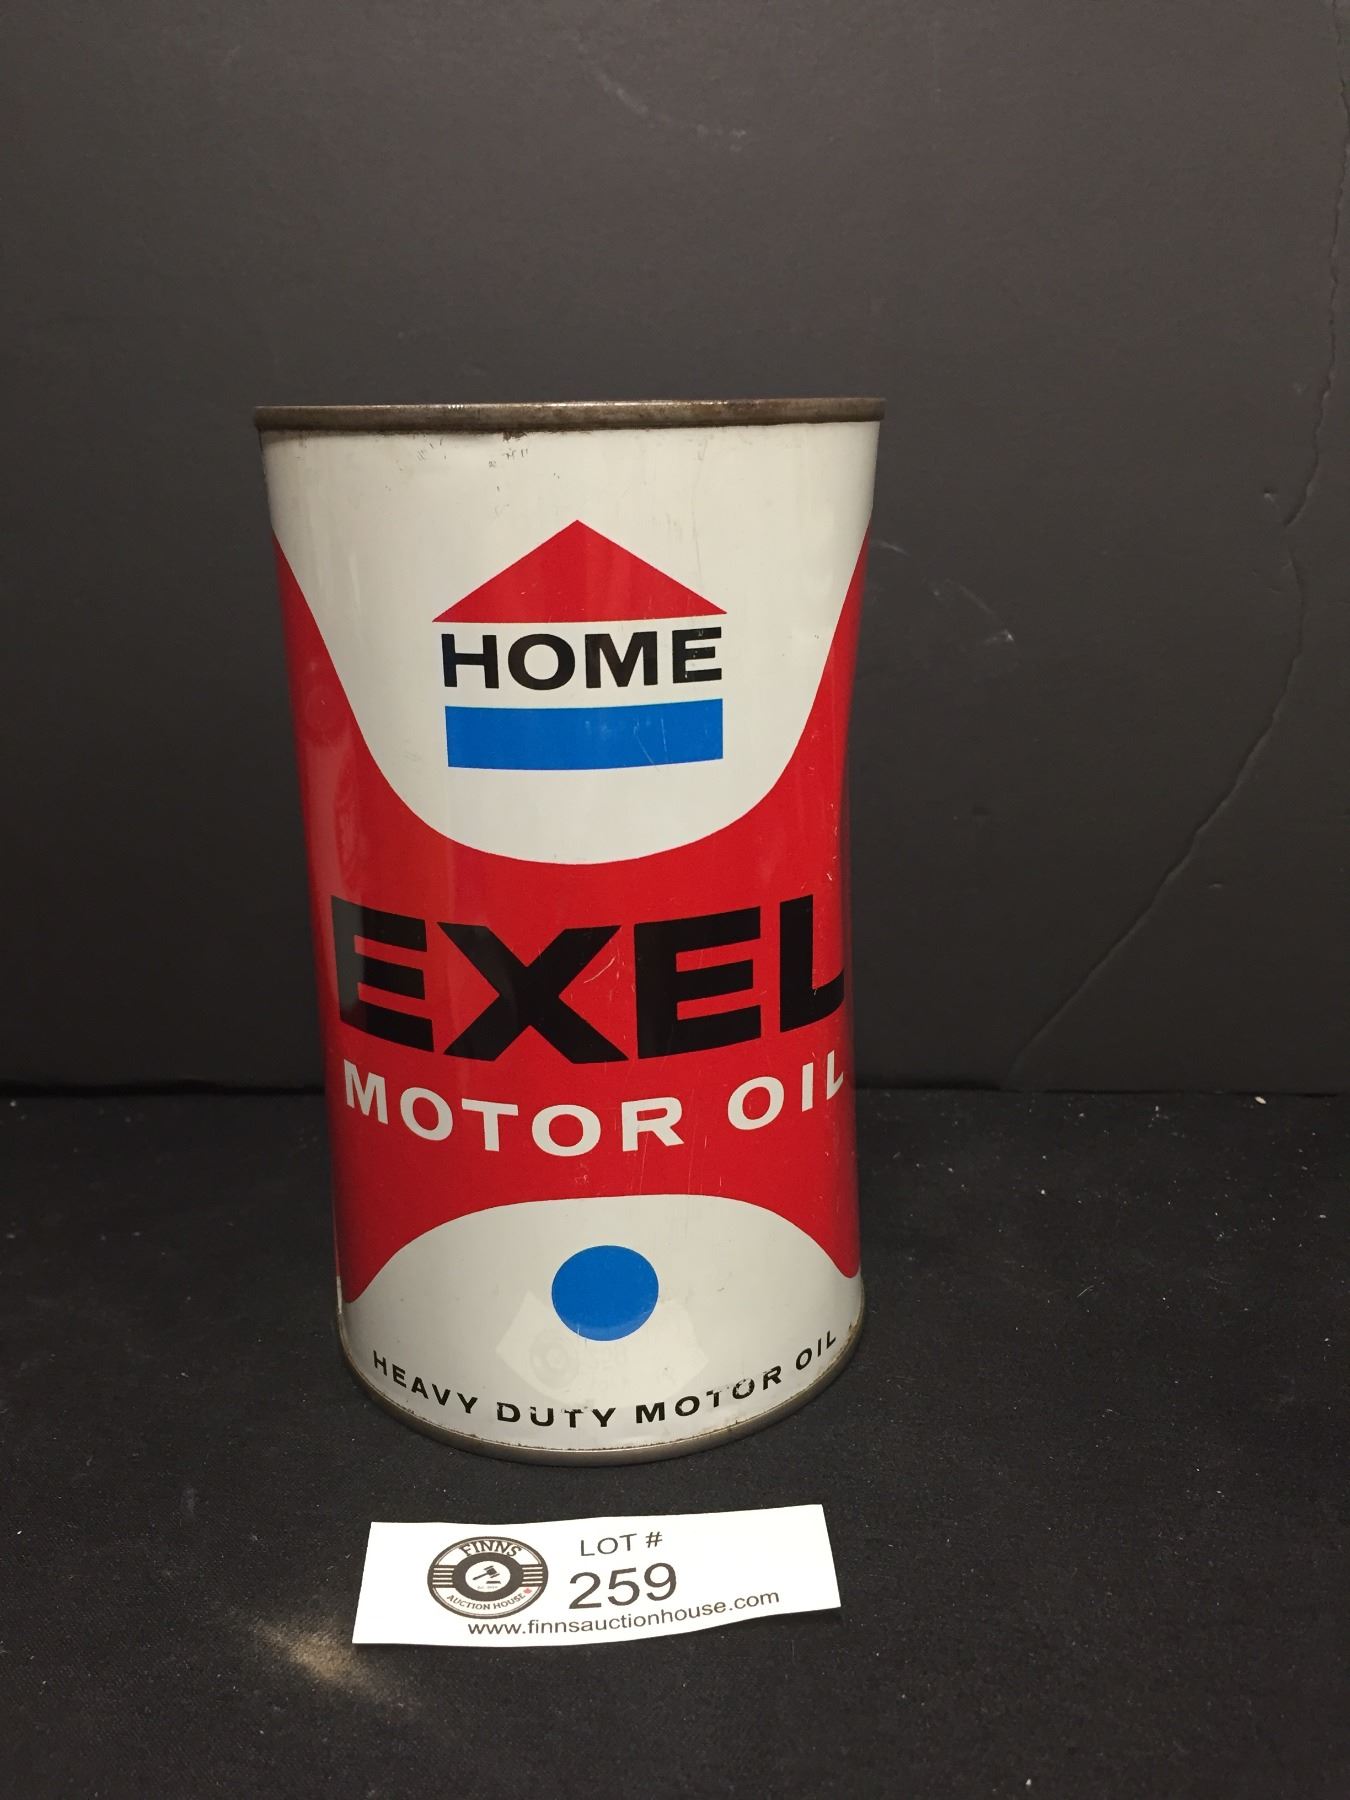 HOME
EXEL
MOTOR OIL
HEAVY DUTY MOTOR OIL
FINNS
AUCTION HOUSE
LOT #
259
www.finnsauctionhouse.com